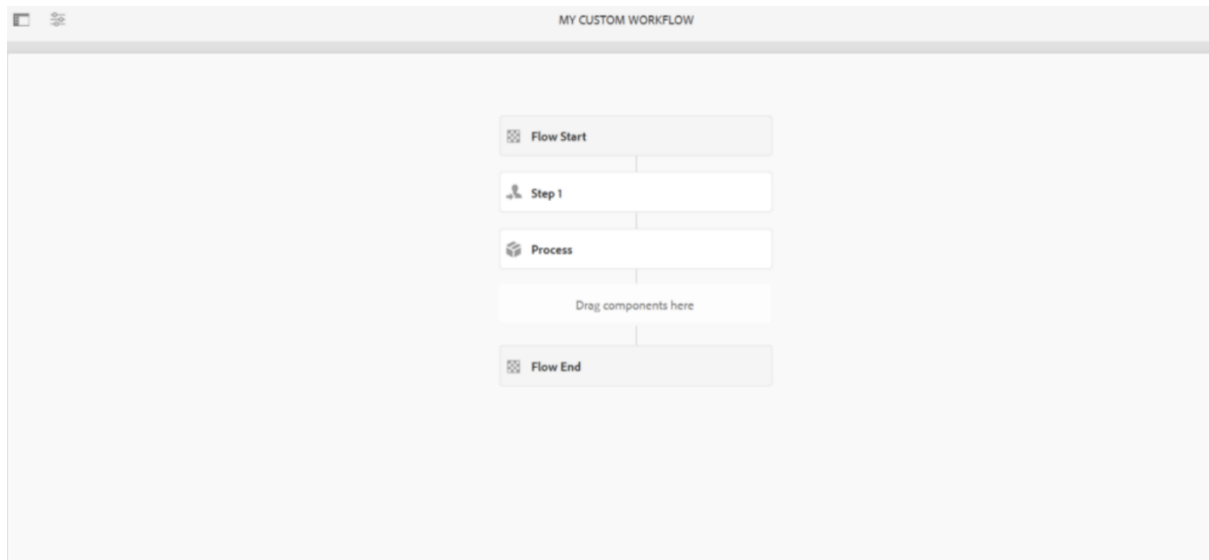 MY CUSTOM WORKFLOW
Flow Start
Step 1
Process
Drag components here
Flow End